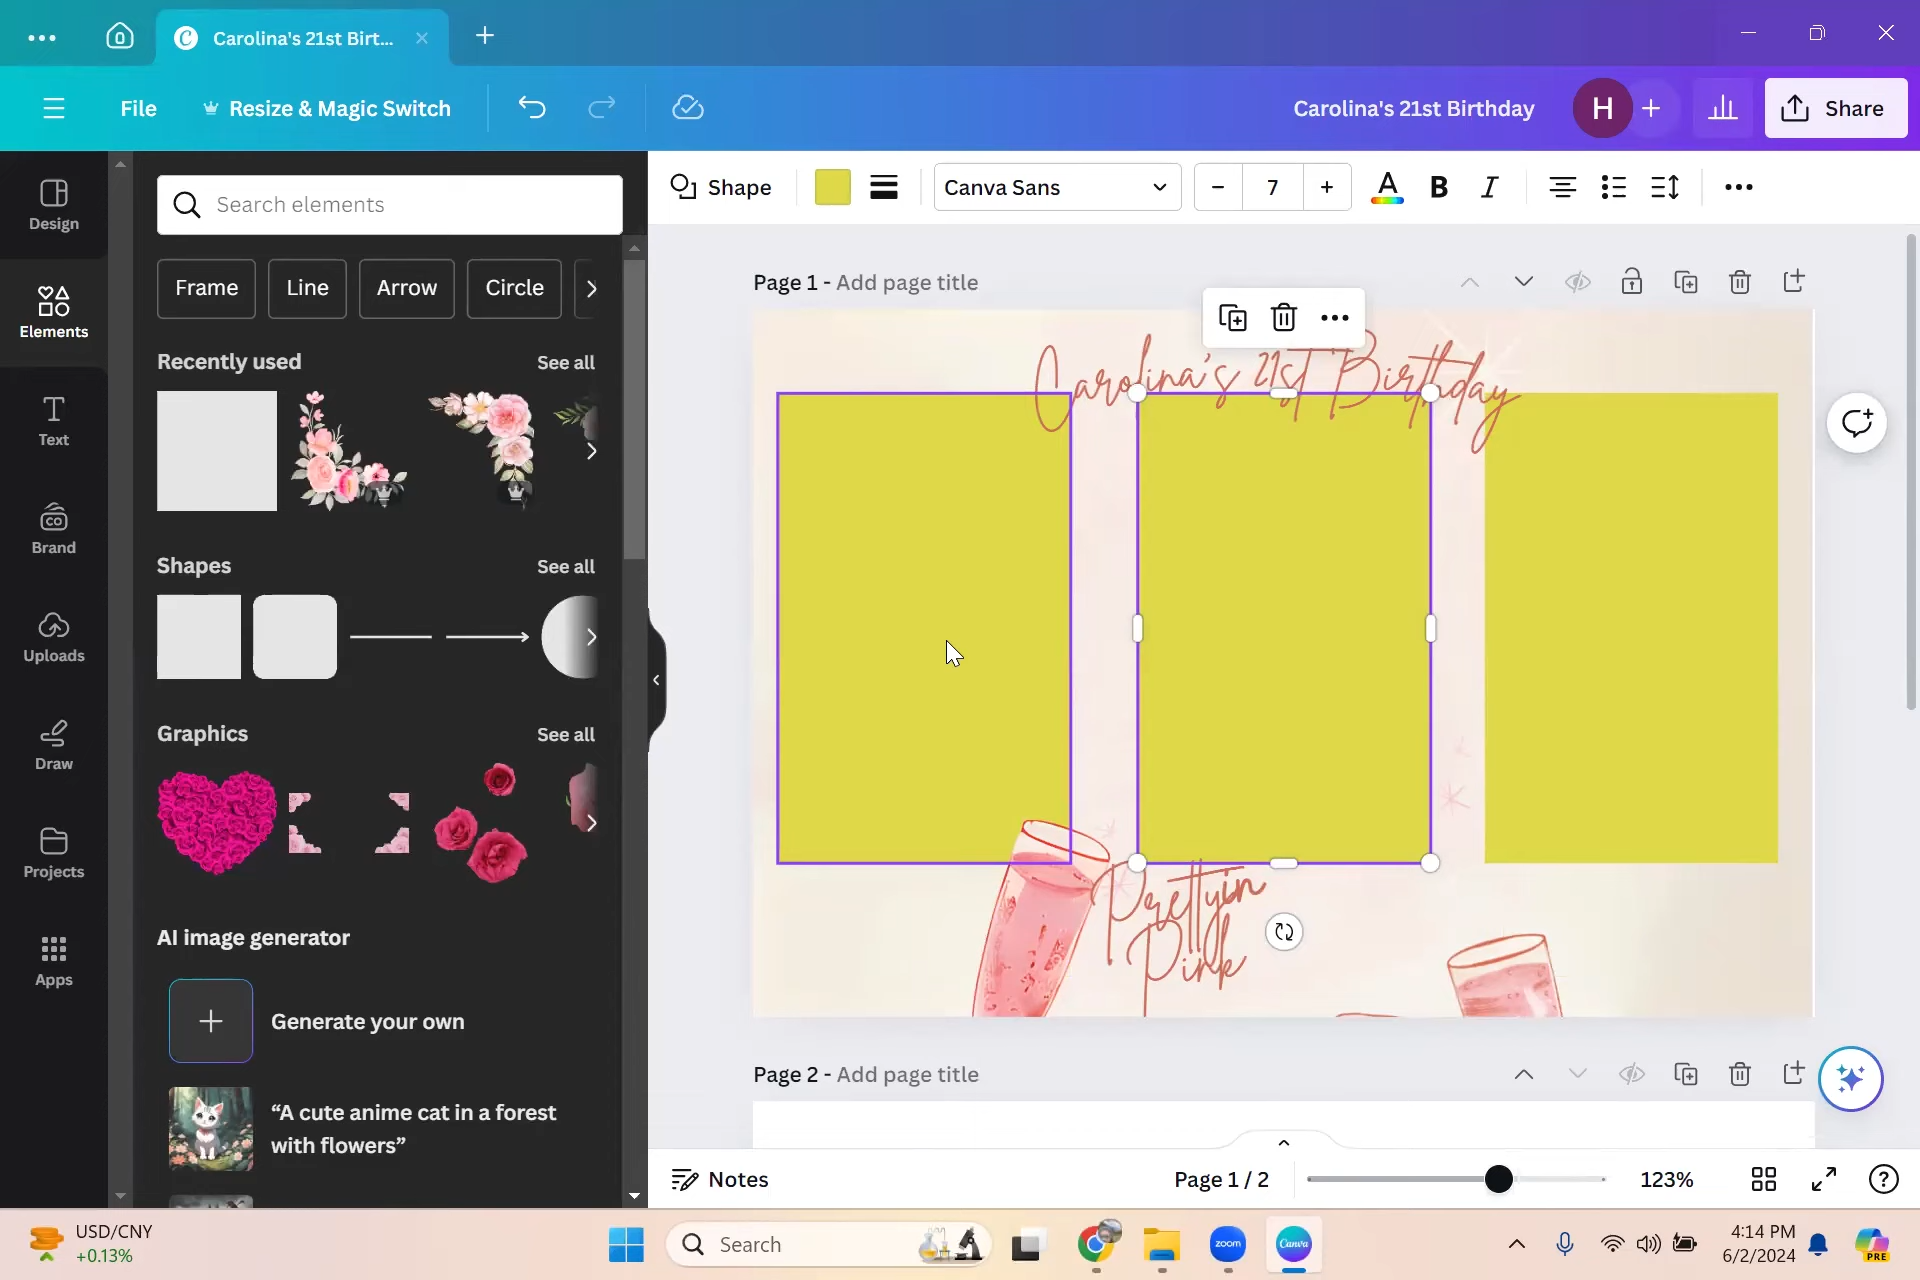 Carolina's 21st Birt...
File
Resize & Magic Switch
Carolina's 21st Birthday
H
Share
Design
Elements
Text
Brand
Uploads
Draw
Projects
Apps
Search elements
Frame
Line
Arrow
Circle
Recently used
See all
Shapes
See all
Graphics
See all
AI image generator
Generate your own
“A cute anime cat in a forest
with flowers”
Shape
Canva Sans
7
A
B
I
Page 1 - Add page title
Carolina's 21st Birthday
Prettyin
Pink
Page 2 - Add page title
Notes
Page 1 / 2
123%
USD/CNY
+0.13%
Search
zoom
Canva
4:14 PM
6/2/2024
PRE